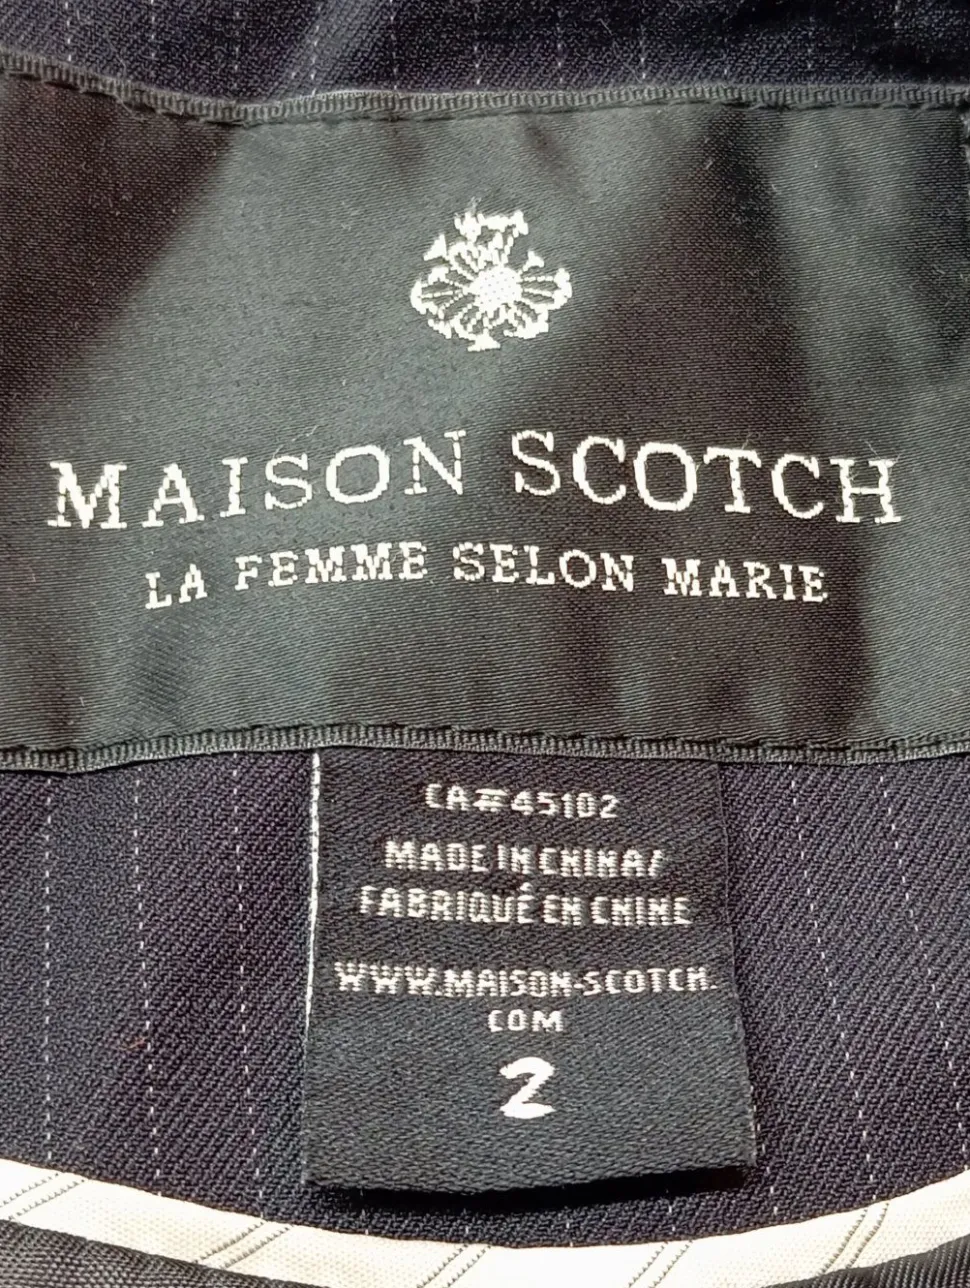 MAISON SCOTCH
LA FEMME SELON MARIE
CA#45102
MADE IN CHINA/
FABRIQUÉ EN CHINE
WWW.MAISON-SCOTCH.
COM
2